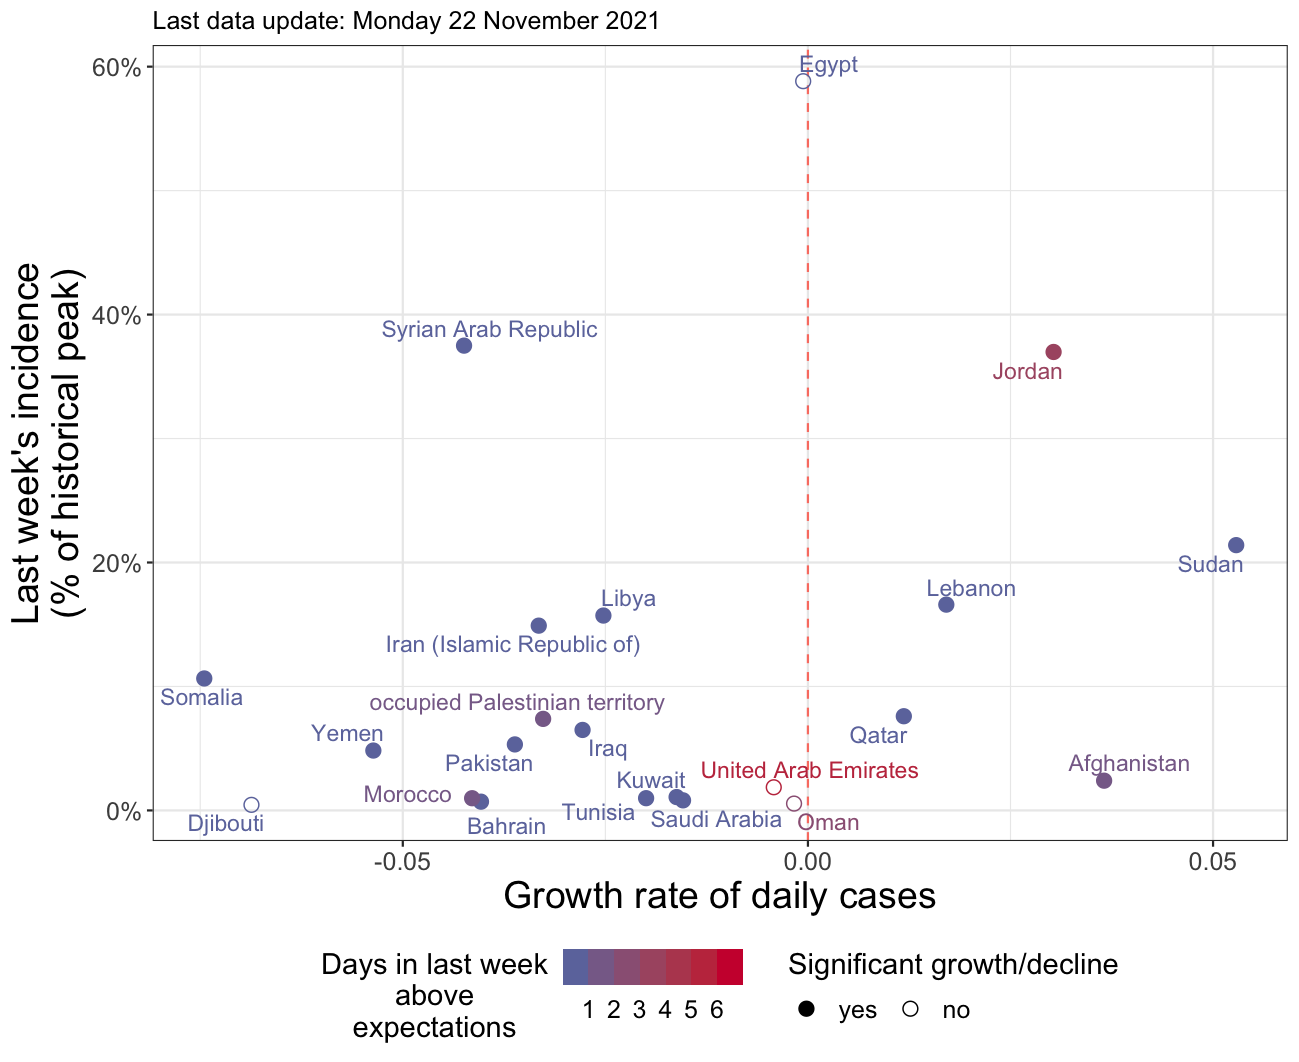 Last data update: Monday 22 November 2021
Last week's incidence
(% of historical peak)
60%
40%
20%
0%
Egypt
Syrian Arab Republic
Jordan
Sudan
Lebanon
Libya
Iran (Islamic Republic of)
Somalia
occupied Palestinian territory
Yemen
Qatar
Iraq
Pakistan
Afghanistan
United Arab Emirates
Kuwait
Morocco
Tunisia
Saudi Arabia
Djibouti
Bahrain
Oman
-0.05 0.00 0.05
Growth rate of daily cases
Days in last week
above
expectations
1 2 3 4 5 6
Significant growth/decline
yes no